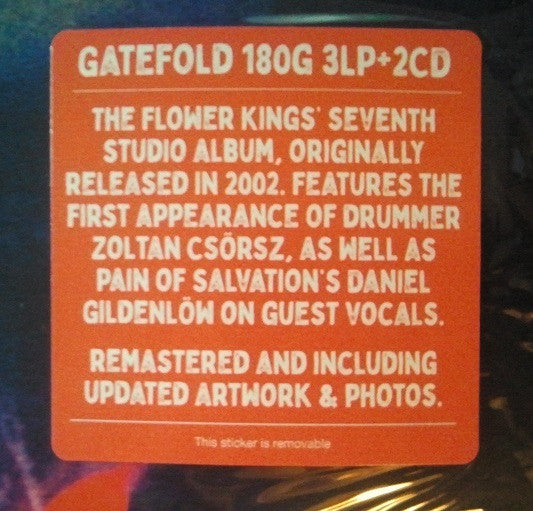 GATEFOLD 180G 3LP+2CD
THE FLOWER KINGS' SEVENTH
STUDIO ALBUM, ORIGINALLY
RELEASED IN 2002. FEATURES THE
FIRST APPEARANCE OF DRUMMER
ZOLTAN CSÕRSZ, AS WELL AS
PAIN OF SALVATION'S DANIEL
GILDENLÕW ON GUEST VOCALS.
REMASTERED AND INCLUDING
UPDATED ARTWORK & PHOTOS.
This sticker is removable